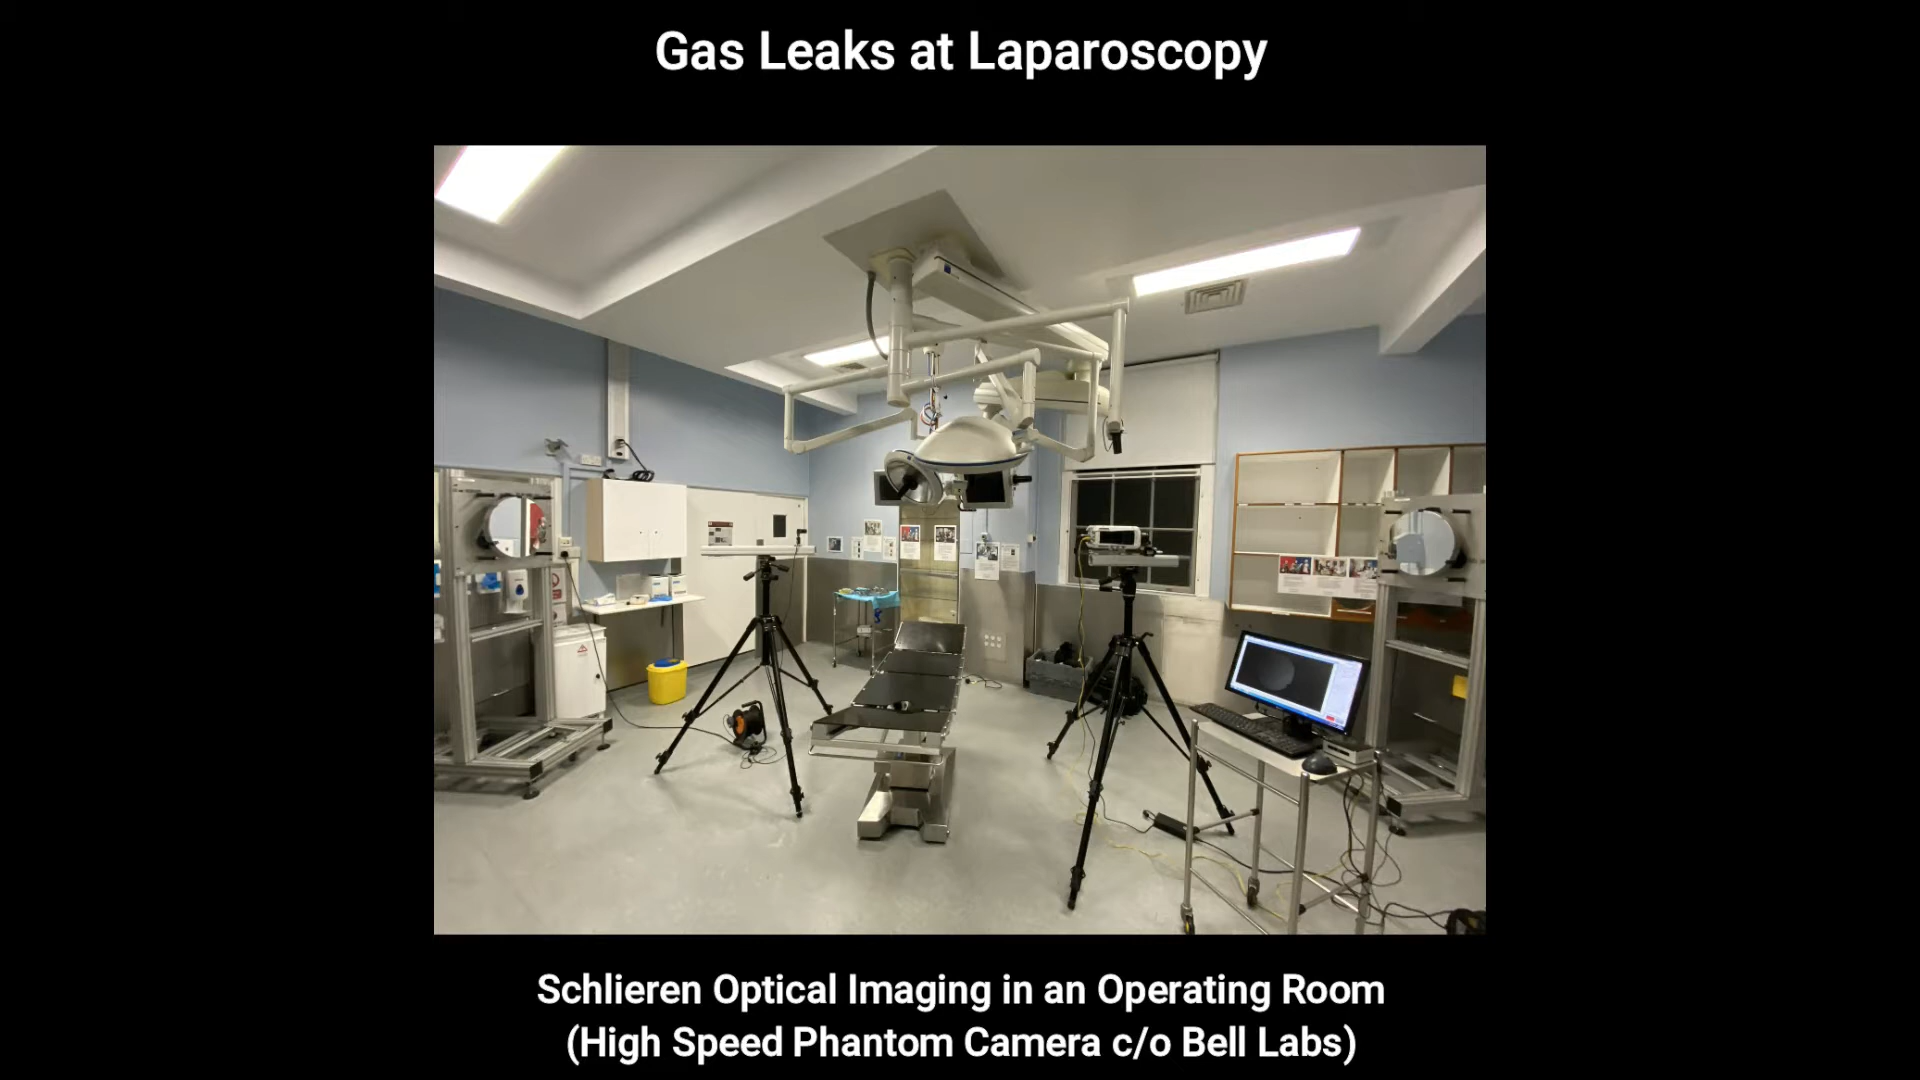 Gas Leaks at Laparoscopy
Schlieren Optical Imaging in an Operating Room
(High Speed Phantom Camera c/o Bell Labs)